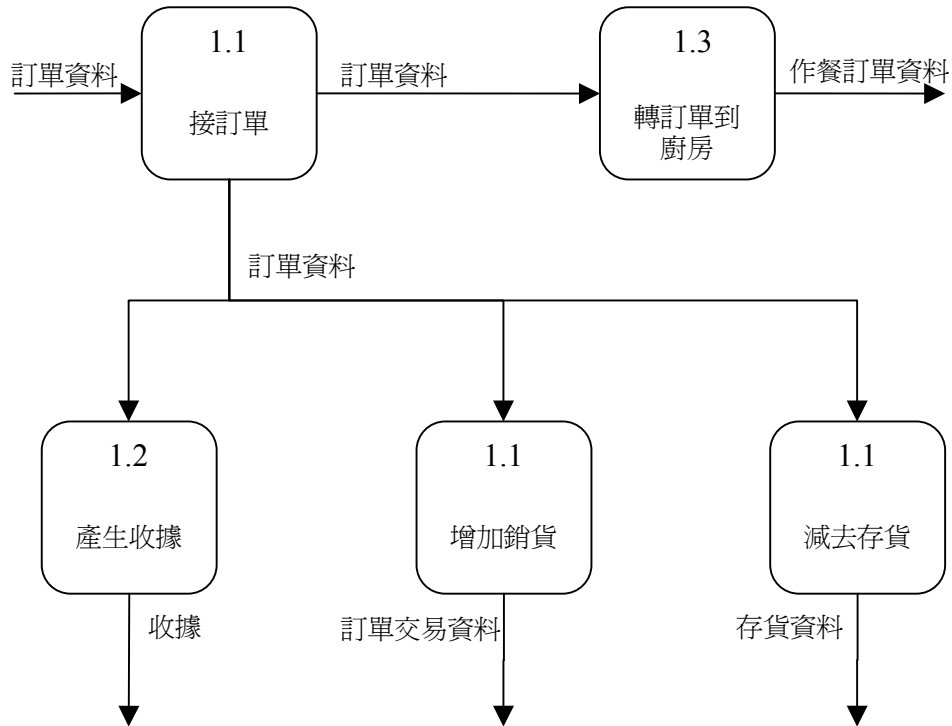 1.1
1.3
訂單資料
訂單資料
作餐訂單資料
接訂單
轉訂單到
廚房
訂單資料
1.2
1.1
1.1
產生收據
增加銷貨
減去存貨
收據
訂單交易資料
存貨資料